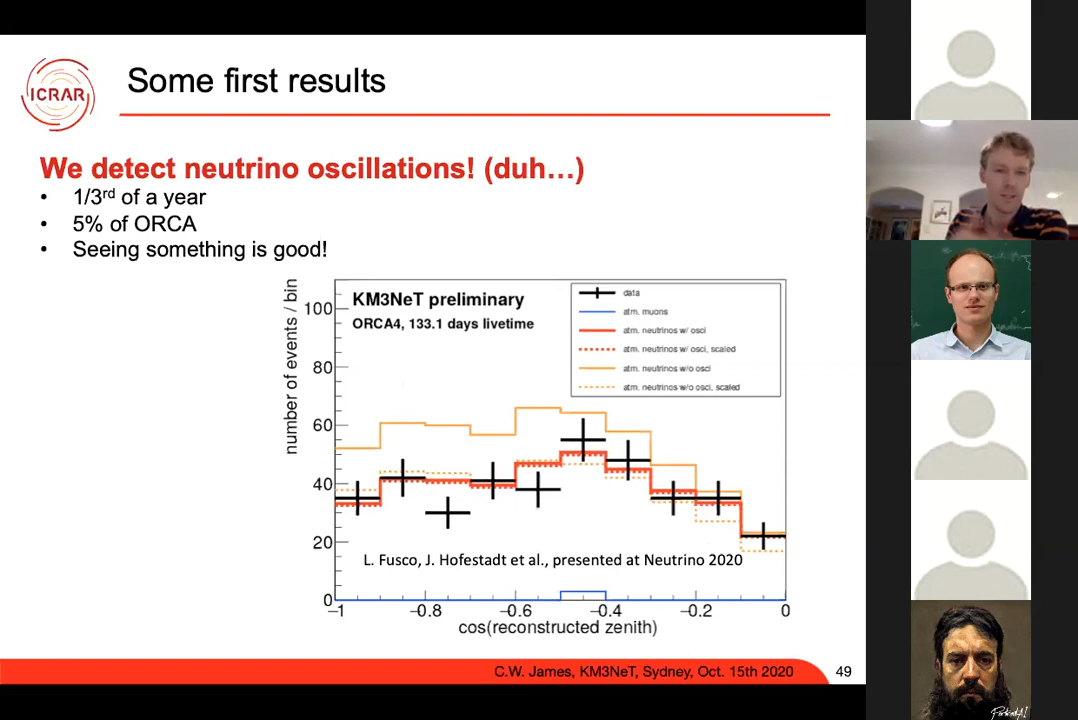 ICRAR
Some first results
We detect neutrino oscillations! (duh…)
• 1/3rd of a year
• 5% of ORCA
• Seeing something is good!
number of events / bin
100
80
60
40
20
0
KM3NeT preliminary
ORCA4, 133.1 days livetime
data
atm. muons
atm. neutrinos w/ osci
atm. neutrinos w/ osci, scaled
atm. neutrinos w/o osci
atm. neutrinos w/o osci, scaled
L. Fusco, J. Hofestadt et al., presented at Neutrino 2020
−1 −0.8 −0.6 −0.4 −0.2 0
cos(reconstructed zenith)
C.W. James, KM3NeT, Sydney, Oct. 15th 2020
49